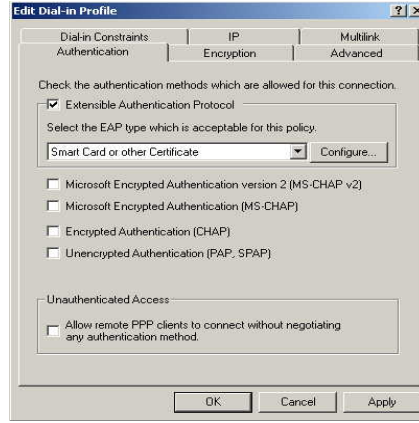 Edit Dial-in Profile
Dial-in Constraints IP Multilink
Authentication Encryption Advanced
Check the authentication methods which are allowed for this connection.
Extensible Authentication Protocol
Select the EAP type which is acceptable for this policy.
Smart Card or other Certificate Configure...
Microsoft Encrypted Authentication version 2 (MS-CHAP v2)
Microsoft Encrypted Authentication (MS-CHAP)
Encrypted Authentication (CHAP)
Unencrypted Authentication (PAP, SPAP)
Unauthenticated Access
Allow remote PPP clients to connect without negotiating
any authentication method.
OK Cancel Apply